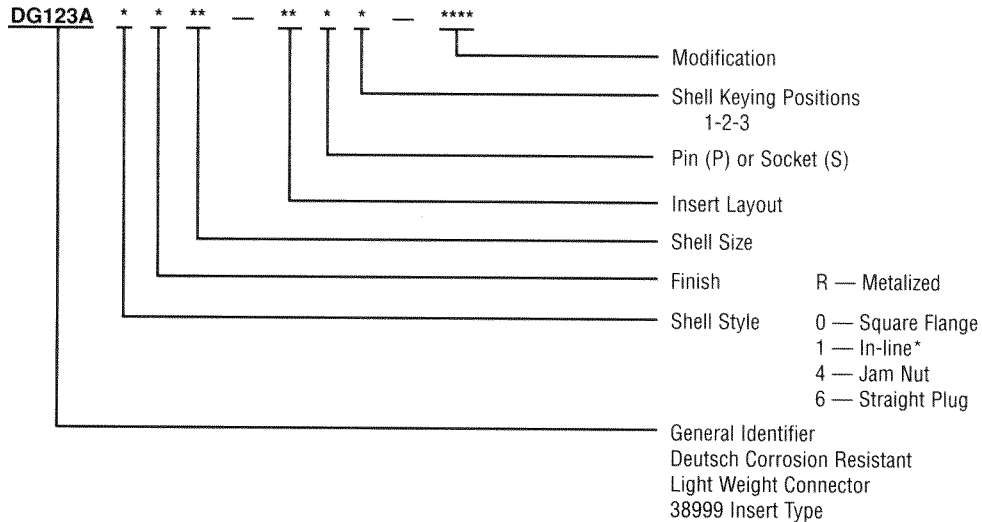 DG123A * * ** — ** * * — ****
Modification
Shell Keying Positions
1-2-3
Pin (P) or Socket (S)
Insert Layout
Shell Size
Finish R — Metalized
Shell Style 0 — Square Flange
1 — In-line*
4 — Jam Nut
6 — Straight Plug
General Identifier
Deutsch Corrosion Resistant
Light Weight Connector
38999 Insert Type